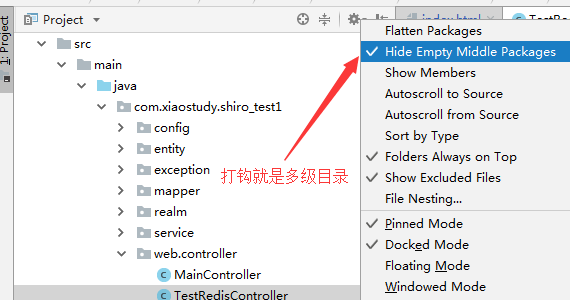 1: Project
Project
index.html
TestRe
src
main
java
com.xiaostudy.shiro_test1
config
entity
exception
mapper
realm
service
web.controller
MainController
TestRedisController
打钩就是多级目录
Flatten Packages
Hide Empty Middle Packages
Show Members
Autoscroll to Source
Autoscroll from Source
Sort by Type
Folders Always on Top
Show Excluded Files
File Nesting...
Pinned Mode
Docked Mode
Floating Mode
Windowed Mode